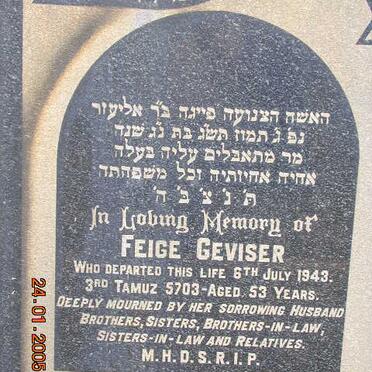 האשה הצנועה פייגה בך אליעזר
נפ׳ ג׳ תמוז תש״ג בת נ״ג שנה
מר מתאבלים עליה בעלה
אחיה אחיותיה וכל משפחתה
ת׳ נ׳ צ׳ ב׳ ה׳
In Loving Memory of
FEIGE GEVISER
WHO DEPARTED THIS LIFE 6TH JULY 1943.
3RD TAMUZ 5703-AGED 53 YEARS.
DEEPLY MOURNED BY HER SORROWING HUSBAND
BROTHERS, SISTERS, BROTHERS-IN-LAW,
SISTERS-IN-LAW AND RELATIVES.
M.H.D.S.R.I.P.
24.01.2005